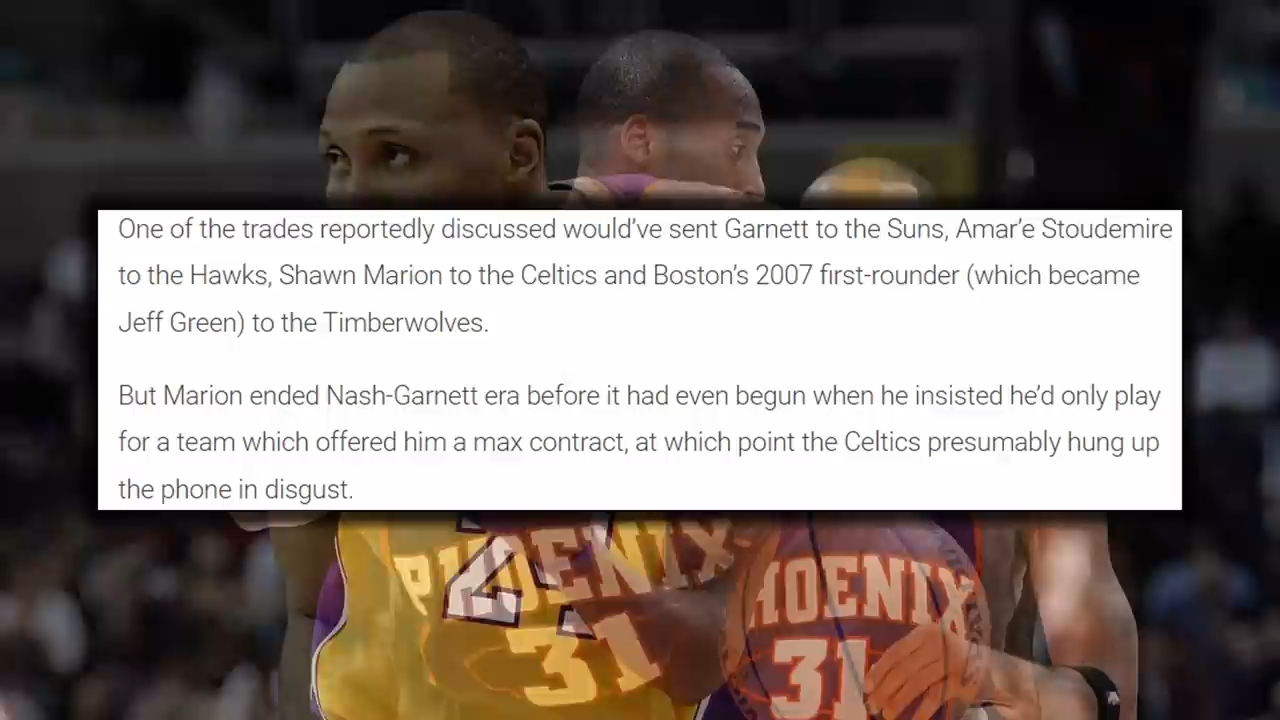 One of the trades reportedly discussed would’ve sent Garnett to the Suns, Amar’e Stoudemire
to the Hawks, Shawn Marion to the Celtics and Boston’s 2007 first-rounder (which became
Jeff Green) to the Timberwolves.
But Marion ended Nash-Garnett era before it had even begun when he insisted he’d only play
for a team which offered him a max contract, at which point the Celtics presumably hung up
the phone in disgust.
PHOENIX
24
31
PHOENIX
31